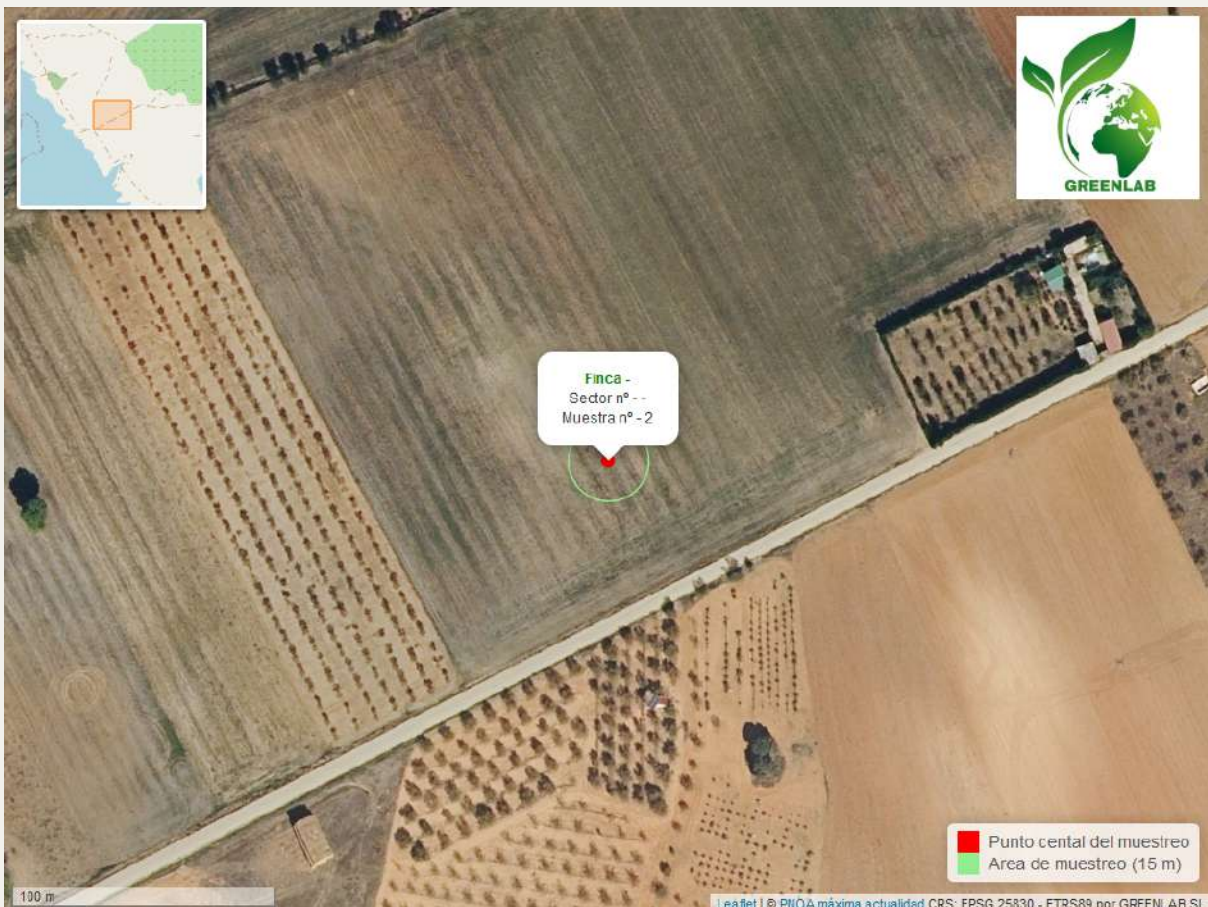 GREENLAB
Finca -
Sector nº - -
Muestra nº - 2
Punto cental del muestreo
Area de muestreo (15 m)
100 m
Leaflet | © PNOA máxima actualidad CRS: EPSG 25830 - ETRS89 por GREENLAB SL